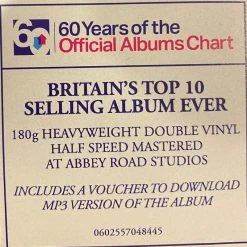 60
60 Years of the
Official Albums Chart
BRITAIN'S TOP 10
SELLING ALBUM EVER
180g HEAVYWEIGHT DOUBLE VINYL
HALF SPEED MASTERED
AT ABBEY ROAD STUDIOS
INCLUDES A VOUCHER TO DOWNLOAD
MP3 VERSION OF THE ALBUM
0602557048445